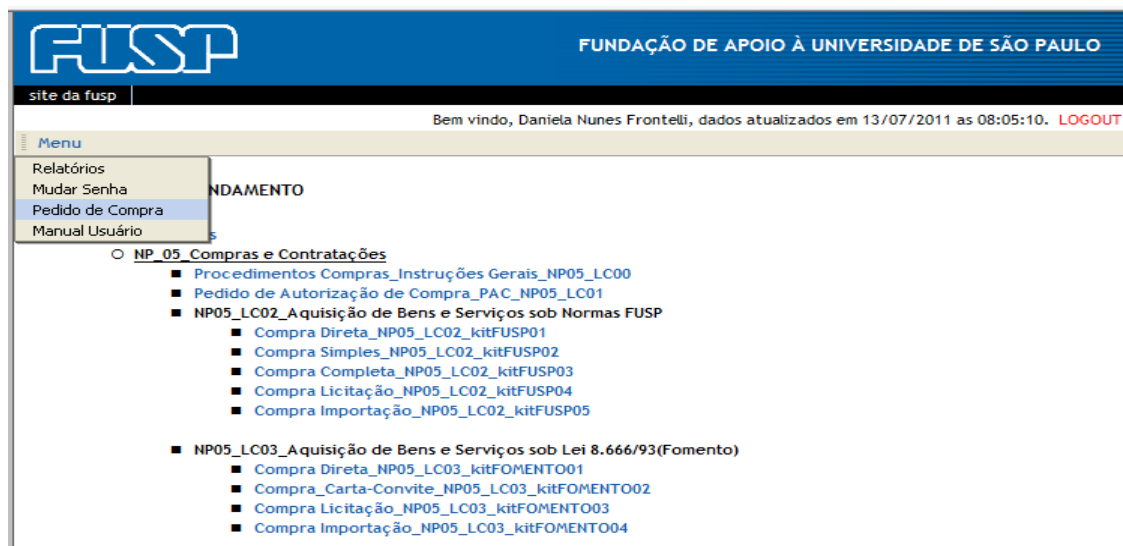 FUSP
FUNDAÇÃO DE APOIO À UNIVERSIDADE DE SÃO PAULO
site da fusp
Bem vindo, Daniela Nunes Frontelli, dados atualizados em 13/07/2011 as 08:05:10. LOGOUT
Menu
Relatórios
Mudar Senha
NDAMENTO
Pedido de Compra
Manual Usuário
s
NP_05_Compras e Contratações
Procedimentos Compras_Instruções Gerais_NP05_LC00
Pedido de Autorização de Compra_PAC_NP05_LC01
NP05_LC02_Aquisição de Bens e Serviços sob Normas FUSP
Compra Direta_NP05_LC02_kitFUSP01
Compra Simples_NP05_LC02_kitFUSP02
Compra Completa_NP05_LC02_kitFUSP03
Compra Licitação_NP05_LC02_kitFUSP04
Compra Importação_NP05_LC02_kitFUSP05
NP05_LC03_Aquisição de Bens e Serviços sob Lei 8.666/93(Fomento)
Compra Direta_NP05_LC03_kitFOMENTO01
Compra_Carta-Convite_NP05_LC03_kitFOMENTO02
Compra Licitação_NP05_LC03_kitFOMENTO03
Compra Importação_NP05_LC03_kitFOMENTO04